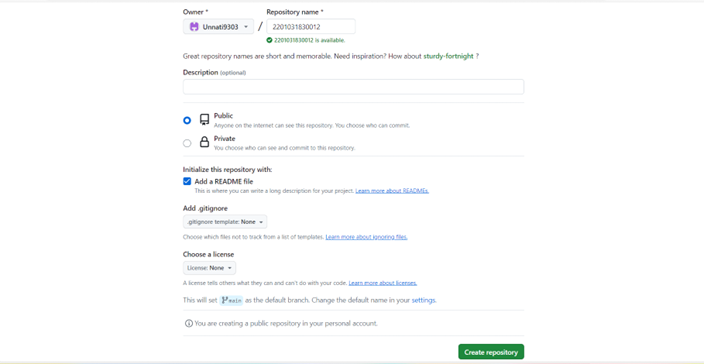 Owner * Repository name *
Unnati9303 / 2201031830012
2201031830012 is available.
Great repository names are short and memorable. Need inspiration? How about sturdy-fortnight ?
Description (optional)
Public
Anyone on the internet can see this repository. You choose who can commit.
Private
You choose who can see and commit to this repository.
Initialize this repository with:
Add a README file
This is where you can write a long description for your project. Learn more about READMEs.
Add .gitignore
.gitignore template: None
Choose which files not to track from a list of templates. Learn more about ignoring files.
Choose a license
License: None
A license tells others what they can and can't do with your code. Learn more about licenses.
This will set main as the default branch. Change the default name in your settings.
You are creating a public repository in your personal account.
Create repository